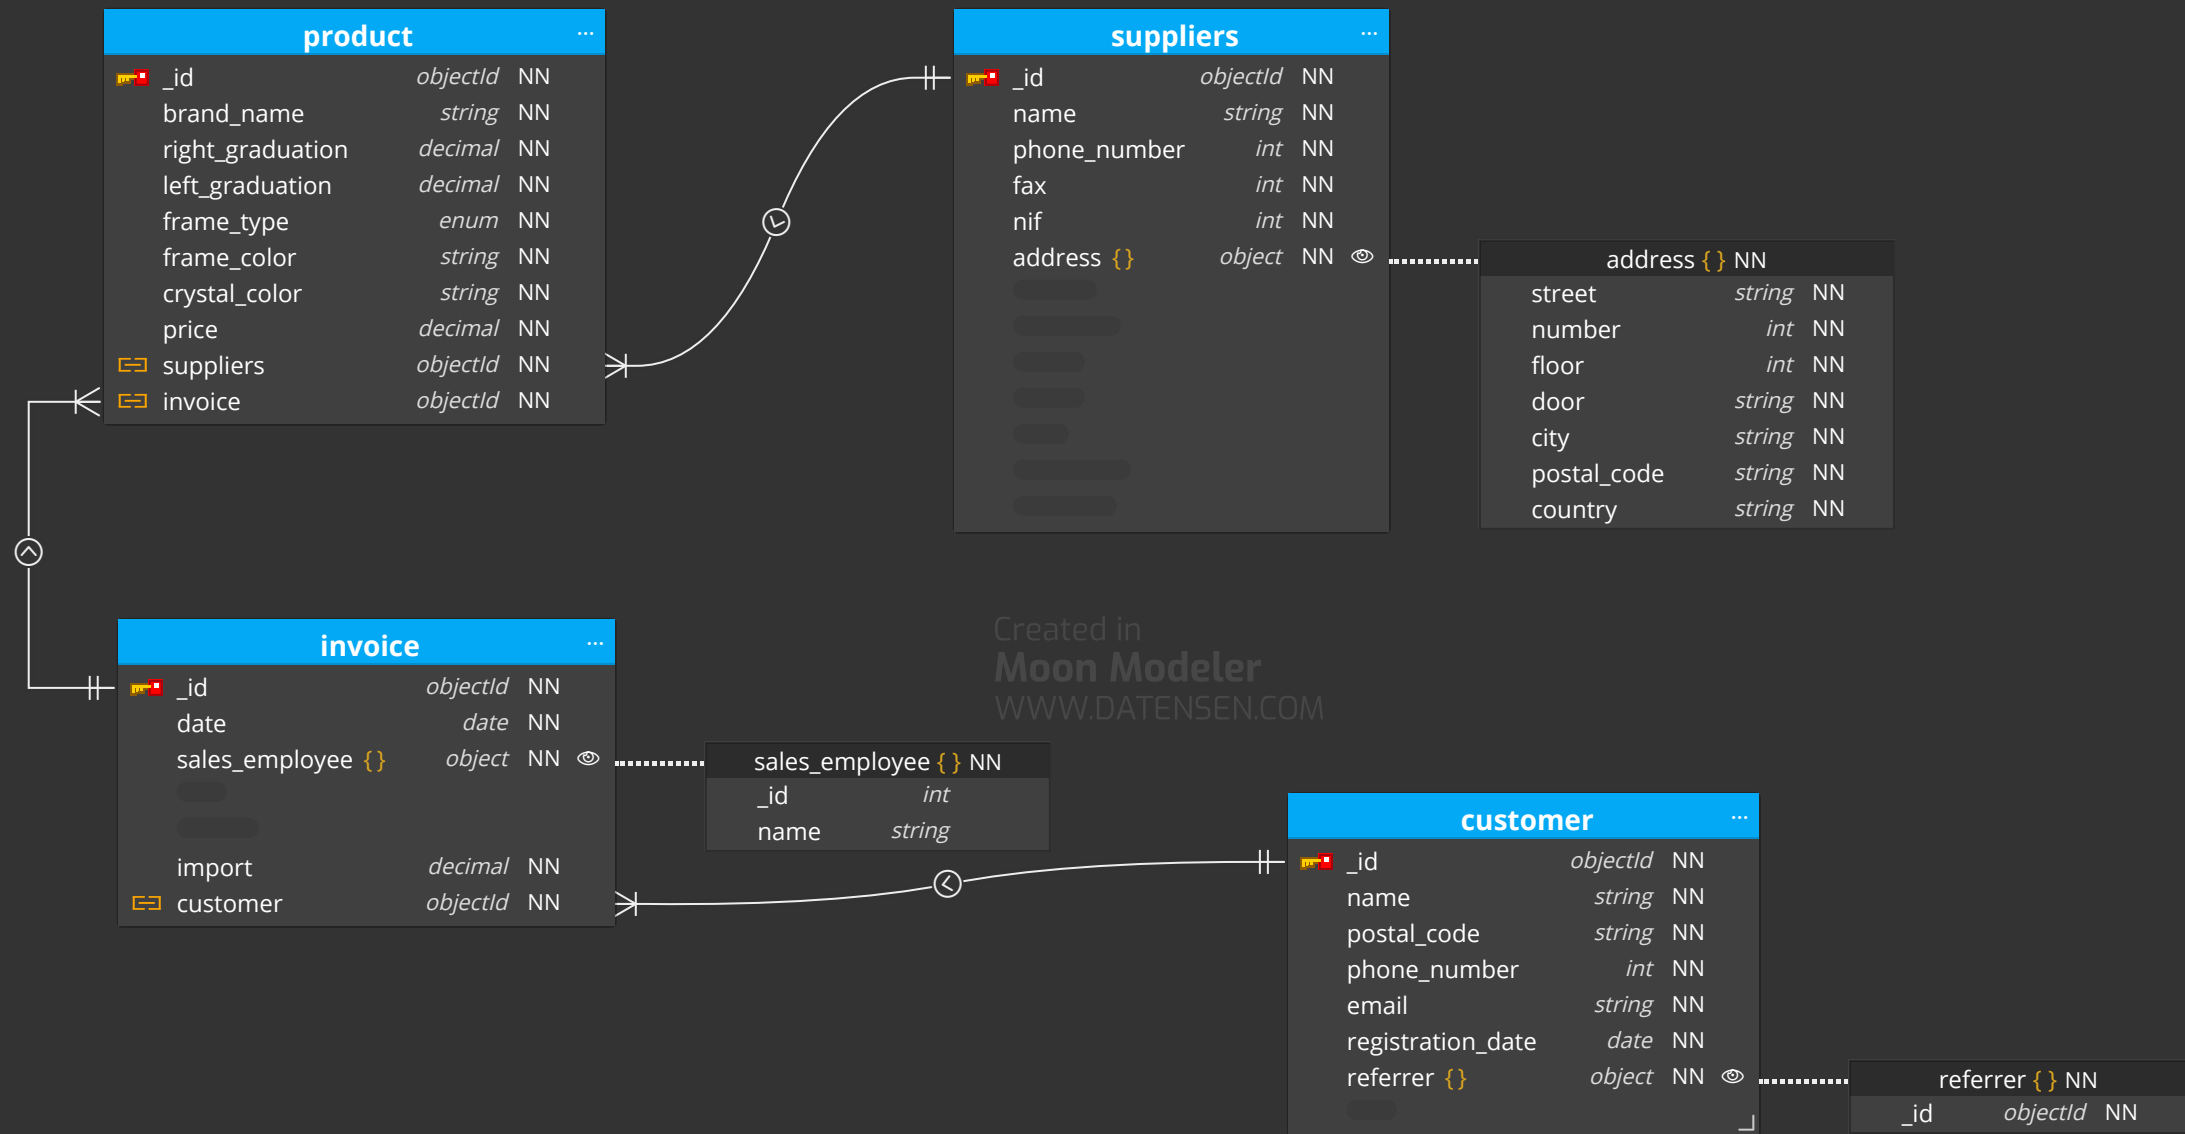 product ...
_id objectId NN
brand_name string NN
right_graduation decimal NN
left_graduation decimal NN
frame_type enum NN
frame_color string NN
crystal_color string NN
price decimal NN
suppliers objectId NN
invoice objectId NN
suppliers ...
_id objectId NN
name string NN
phone_number int NN
fax int NN
nif int NN
address {} object NN
address {} NN
street string NN
number int NN
floor int NN
door string NN
city string NN
postal_code string NN
country string NN
Created in
Moon Modeler
WWW.DATENSEN.COM
invoice ...
_id objectId NN
date date NN
sales_employee {} object NN
import decimal NN
customer objectId NN
sales_employee {} NN
_id int
name string
customer ...
_id objectId NN
name string NN
postal_code string NN
phone_number int NN
email string NN
registration_date date NN
referrer {} object NN
referrer {} NN
_id objectId NN